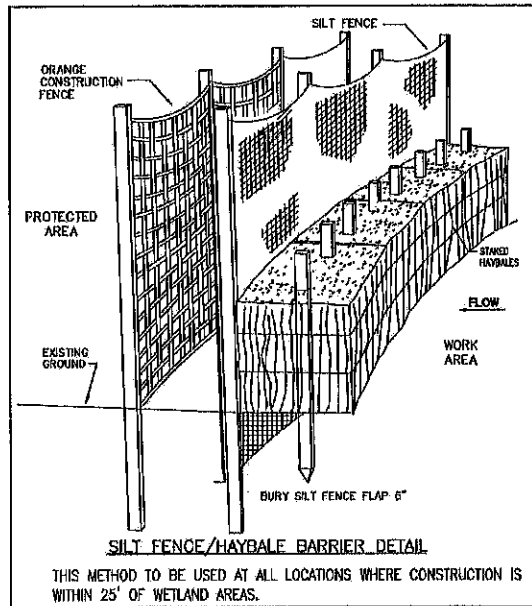 SILT FENCE
ORANGE
CONSTRUCTION
FENCE
PROTECTED
AREA
STAKED
HAYBALES
FLOW
WORK
AREA
EXISTING
GROUND
BURY SILT FENCE FLAP 6"
SILT FENCE/HAYBALE BARRIER DETAIL
THIS METHOD TO BE USED AT ALL LOCATIONS WHERE CONSTRUCTION IS
WITHIN 25' OF WETLAND AREAS.